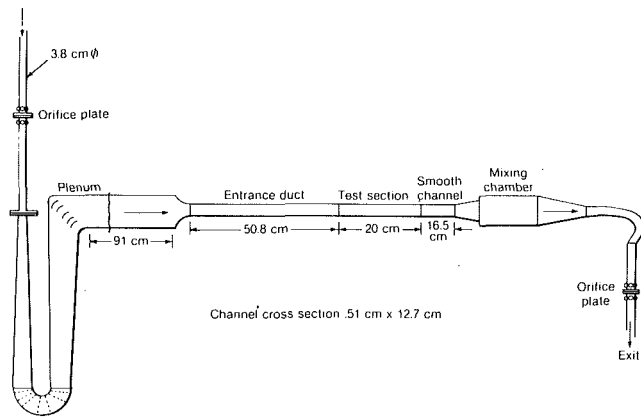 3.8 cm ϕ
Orifice plate
Plenum
Entrance duct
Test section
Smooth
channel
Mixing
chamber
91 cm
50.8 cm
20 cm
16.5
cm
Channel cross section .51 cm x 12.7 cm
Orifice
plate
Exit